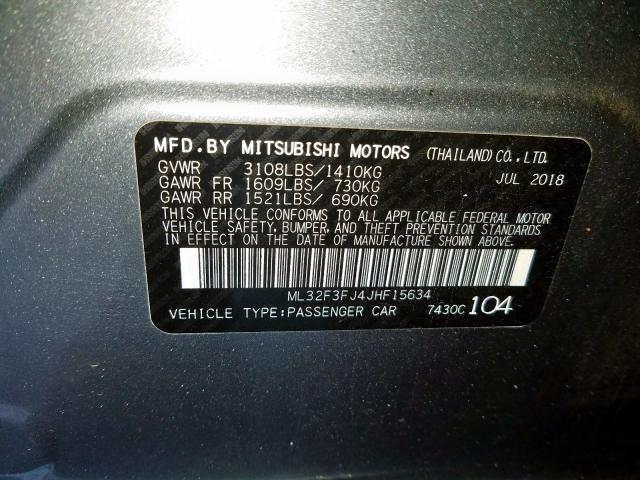 MFD.BY MITSUBISHI MOTORS (THAILAND) CO., LTD.
GVWR 3108LBS/1410KG JUL 2018
GAWR FR 1609LBS/ 730KG
GAWR RR 1521LBS/ 690KG
THIS VEHICLE CONFORMS TO ALL APPLICABLE FEDERAL MOTOR
VEHICLE SAFETY, BUMPER, AND THEFT PREVENTION STANDARDS
IN EFFECT ON THE DATE OF MANUFACTURE SHOWN ABOVE.
ML32F3FJ4JHF15634
VEHICLE TYPE:PASSENGER CAR 7430C 104